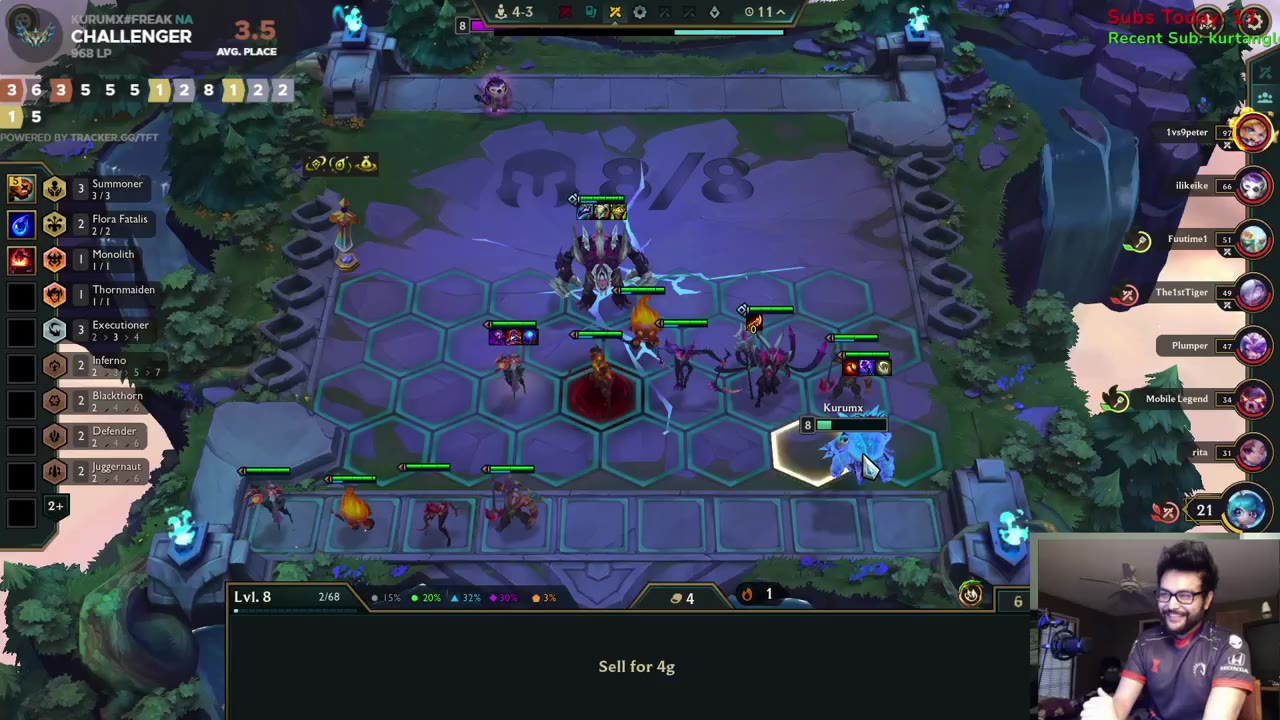 KURUMX#FREAK NA
CHALLENGER
968 LP
3.5
AVG. PLACE
3 6 3 5 5 5 1 2 8 1 2 2
1 5
POWERED BY TRACKER.GG/TFT
8
4-3
11
Subs Today: 13
Recent Sub: kurtangl
8/8
3 Summoner
3 / 3
2 Flora Fatalis
2 / 2
1 Monolith
1 / 1
1 Thornmaiden
1 / 1
3 Executioner
2 > 3 > 4
2 Inferno
2 > 3 > 5 > 7
2 Blackthorn
2 / 4 / 6
2 Defender
2 / 4 / 6
2 Juggernaut
2 / 4 / 6
2+
1vs9peter 97
ilikeike 66
Fuutime1 51
The1stTiger 49
Plumper 47
Mobile Legend 34
rita 31
21
Kurumx
8
0
Lvl. 8
2/68
15% 20% 32% 30% 3%
4
1
6
Sell for 4g
HONDA